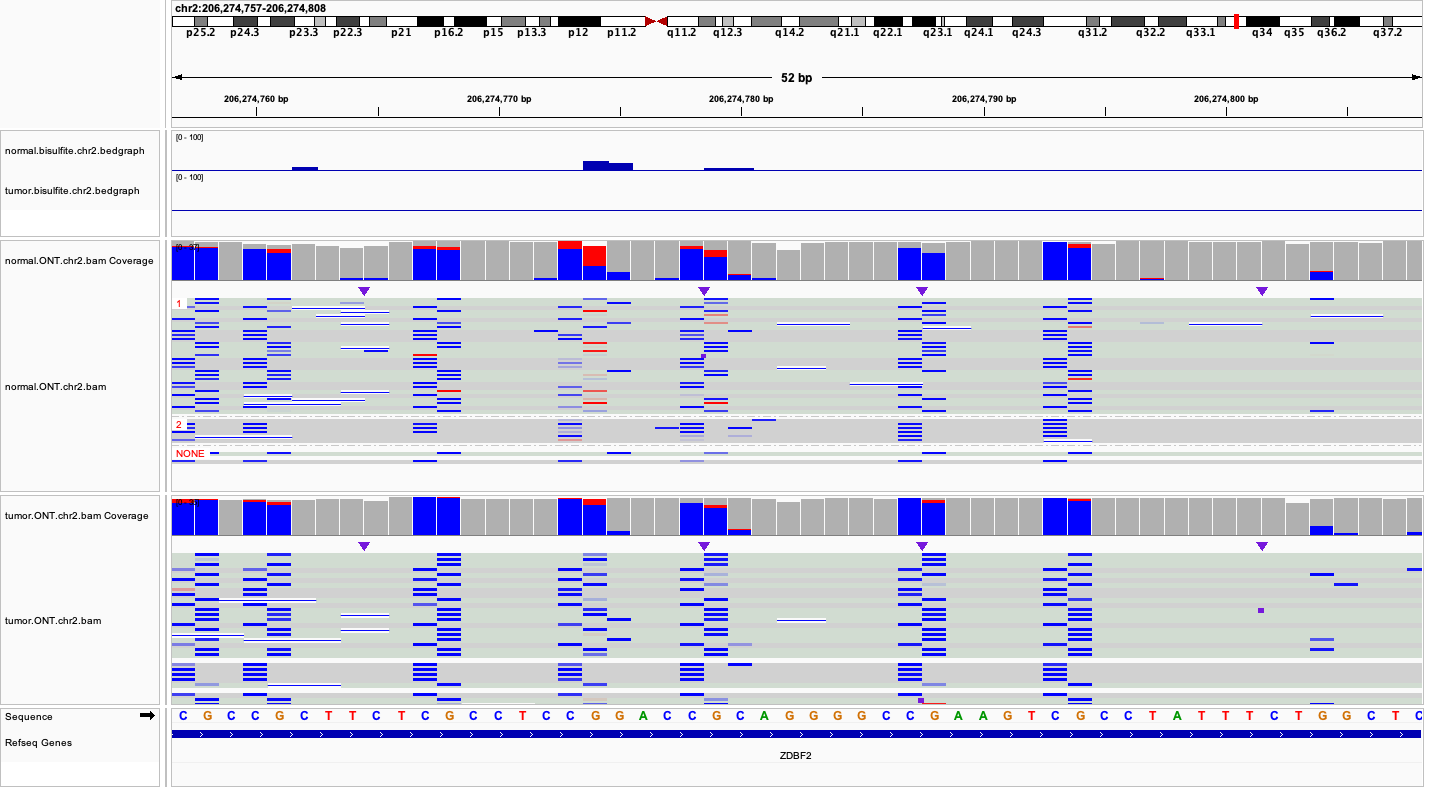 chr2:206,274,757-206,274,808
p25.2 p24.3 p23.3 p22.3 p21 p16.2 p15 p13.3 p12 p11.2 q11.2 q12.3 q14.2 q21.1 q22.1 q23.1 q24.1 q24.3 q31.2 q32.2 q33.1 q34 q35 q36.2 q37.2
52 bp
206,274,760 bp 206,274,770 bp 206,274,780 bp 206,274,790 bp 206,274,800 bp
[0 - 100]
normal.bisulfite.chr2.bedgraph
[0 - 100]
tumor.bisulfite.chr2.bedgraph
normal.ONT.chr2.bam Coverage
1
normal.ONT.chr2.bam
2
NONE
tumor.ONT.chr2.bam Coverage
tumor.ONT.chr2.bam
Sequence C G C C G C T T C T C G C C T C C G G A C C G C A G G G G C C G A A G T C G C C T A T T T C T G G C T C
Refseq Genes
ZDBF2